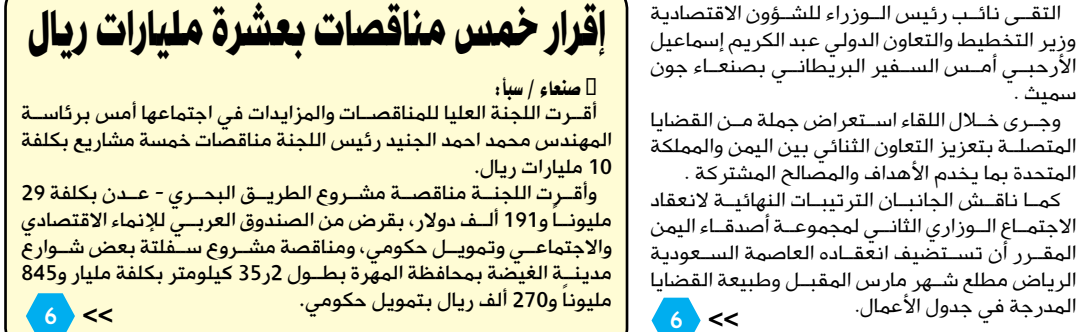 التقى نائب رئيس الوزراء للشؤون الاقتصادية
وزير التخطيط والتعاون الدولي عبد الكريم إسماعيل
الأرحبي أمس السفير البريطاني بصنعاء جون
سميث .
وجرى خلال اللقاء استعراض جملة من القضايا
المتصلة بتعزيز التعاون الثنائي بين اليمن والمملكة
المتحدة بما يخدم الأهداف والمصالح المشتركة .
كما ناقش الجانبان الترتيبات النهائية لانعقاد
الاجتماع الوزاري الثاني لمجموعة أصدقاء اليمن
المقرر أن تستضيف انعقاده العاصمة السعودية
الرياض مطلع شهر مارس المقبل وطبيعة القضايا
المدرجة في جدول الأعمال.
>> 6
إقرار خمس مناقصات بعشرة مليارات ريال
صنعاء / سبأ:
أقرت اللجنة العليا للمناقصات والمزايدات في اجتماعها أمس برئاسة
المهندس محمد احمد الجنيد رئيس اللجنة مناقصات خمسة مشاريع بكلفة
10 مليارات ريال.
وأقرت اللجنة مناقصة مشروع الطريق البحري - عدن بكلفة 29
مليوناً و191 ألف دولار، بقرض من الصندوق العربي للإنماء الاقتصادي
والاجتماعي وتمويل حكومي، ومناقصة مشروع سفلتة بعض شوارع
مدينة الغيضة بمحافظة المهرة بطول 2ر35 كيلومتر بكلفة مليار و845
مليوناً و270 ألف ريال بتمويل حكومي.
>> 6